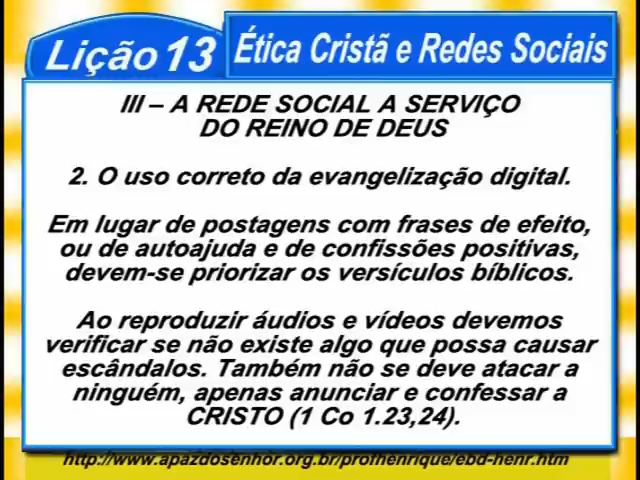 Lição 13
Ética Cristã e Redes Sociais
III – A REDE SOCIAL A SERVIÇO
DO REINO DE DEUS
2. O uso correto da evangelização digital.
Em lugar de postagens com frases de efeito,
ou de autoajuda e de confissões positivas,
devem-se priorizar os versículos bíblicos.
Ao reproduzir áudios e vídeos devemos
verificar se não existe algo que possa causar
escândalos. Também não se deve atacar a
ninguém, apenas anunciar e confessar a
CRISTO (1 Co 1.23,24).
http://www.apazdosenhor.org.br/profhenrique/ebd-henr.htm